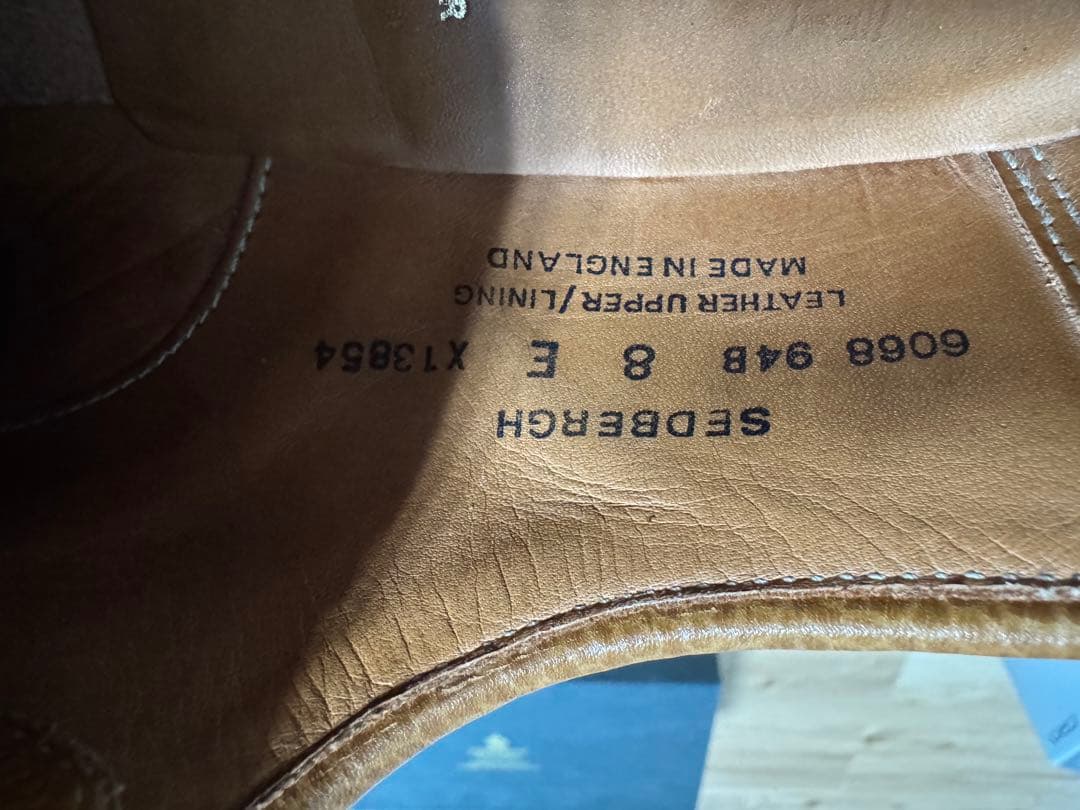 SEDBERGH
6068 94B 8 E X13854
LEATHER UPPER/LINING
MADE IN ENGLAND